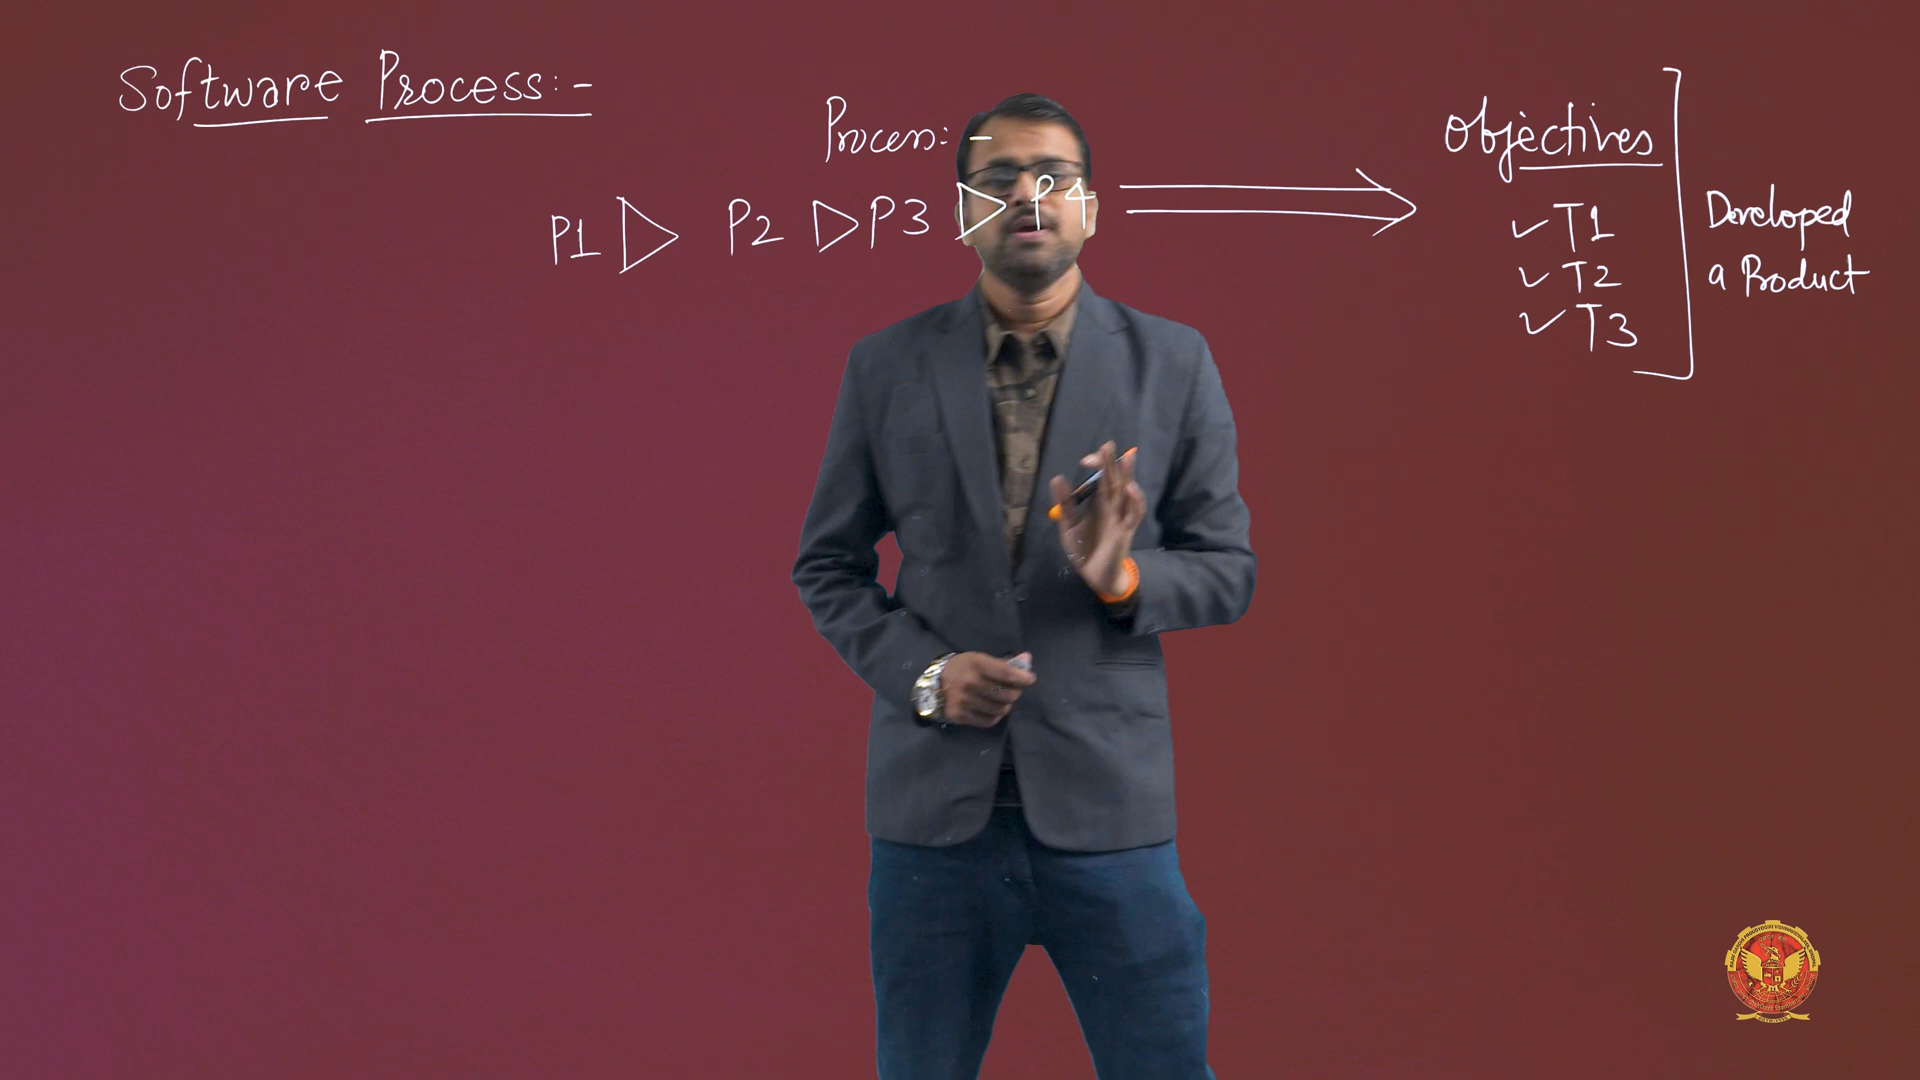 Software Process:-
Process:-
P1 ▷ P2 ▷ P3 ▷ P4
Objectives
✓ T1
✓ T2
✓ T3
Developed
a Product